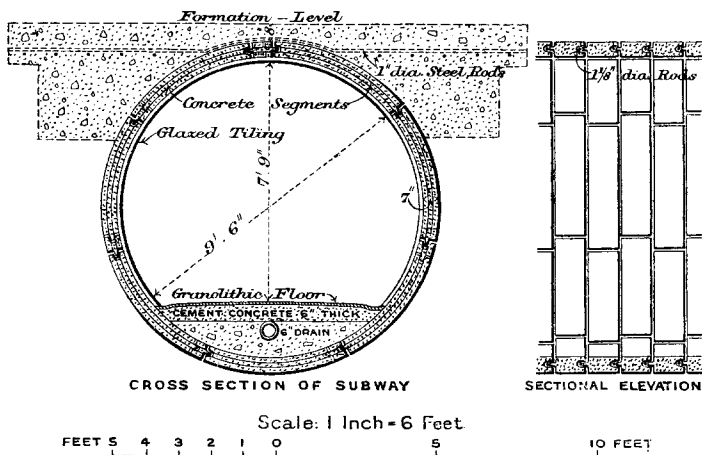 Formation - Level
1" dia. Steel Rods
1⅛" dia. Rods
Concrete Segments
Glazed Tiling
7' 9"
7"
9'. 6"
Granolithic Floor
CEMENT CONCRETE 6" THICK
6" DRAIN
CROSS SECTION OF SUBWAY
SECTIONAL ELEVATION
Scale: 1 Inch = 6 Feet
FEET 5 4 3 2 1 0 5 10 FEET